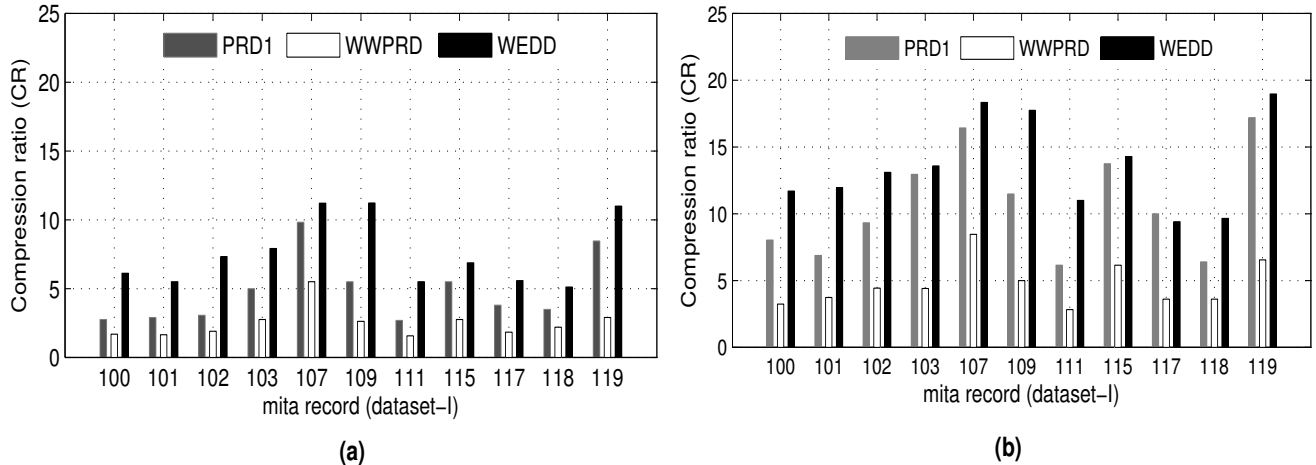 25
20
15
10
5
0
Compression ratio (CR)
PRD1 WWPRD WEDD
100 101 102 103 107 109 111 115 117 118 119
mita record (dataset-I)
(a)
25
20
15
10
5
0
Compression ratio (CR)
PRD1 WWPRD WEDD
100 101 102 103 107 109 111 115 117 118 119
mita record (dataset-I)
(b)